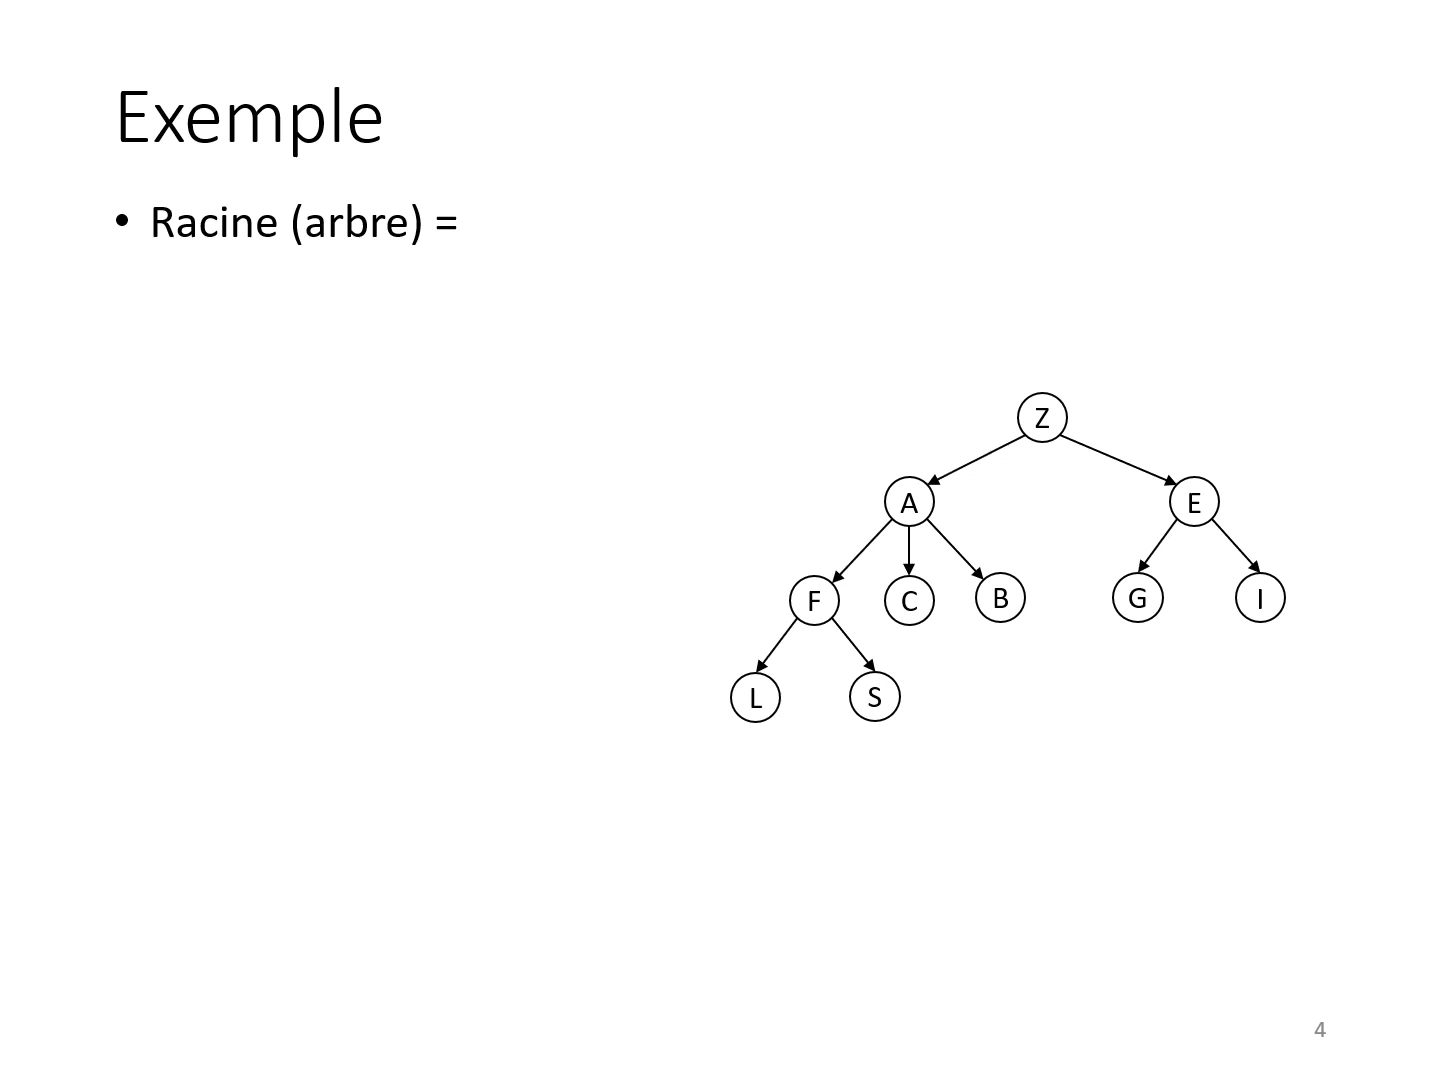 Exemple
• Racine (arbre) =
Z
A E
F C B G I
L S
4